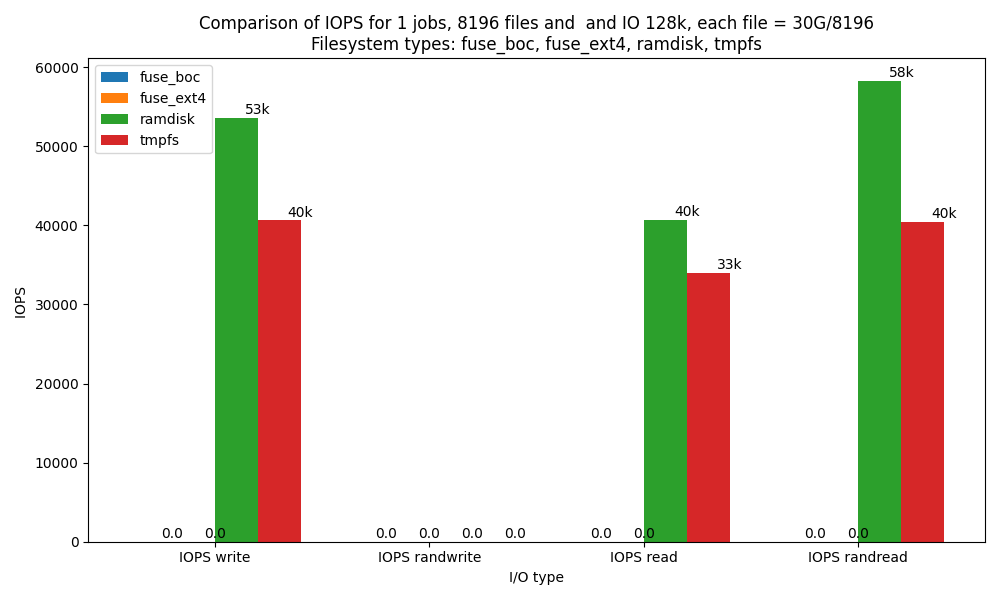 Comparison of IOPS for 1 jobs, 8196 files and  and IO 128k, each file = 30G/8196
Filesystem types: fuse_boc, fuse_ext4, ramdisk, tmpfs
fuse_boc
fuse_ext4
ramdisk
tmpfs
IOPS
60000
50000
40000
30000
20000
10000
0
0.0
0.0
53k
40k
0.0
0.0
0.0
0.0
0.0
0.0
40k
33k
0.0
0.0
58k
40k
IOPS write
IOPS randwrite
IOPS read
IOPS randread
I/O type